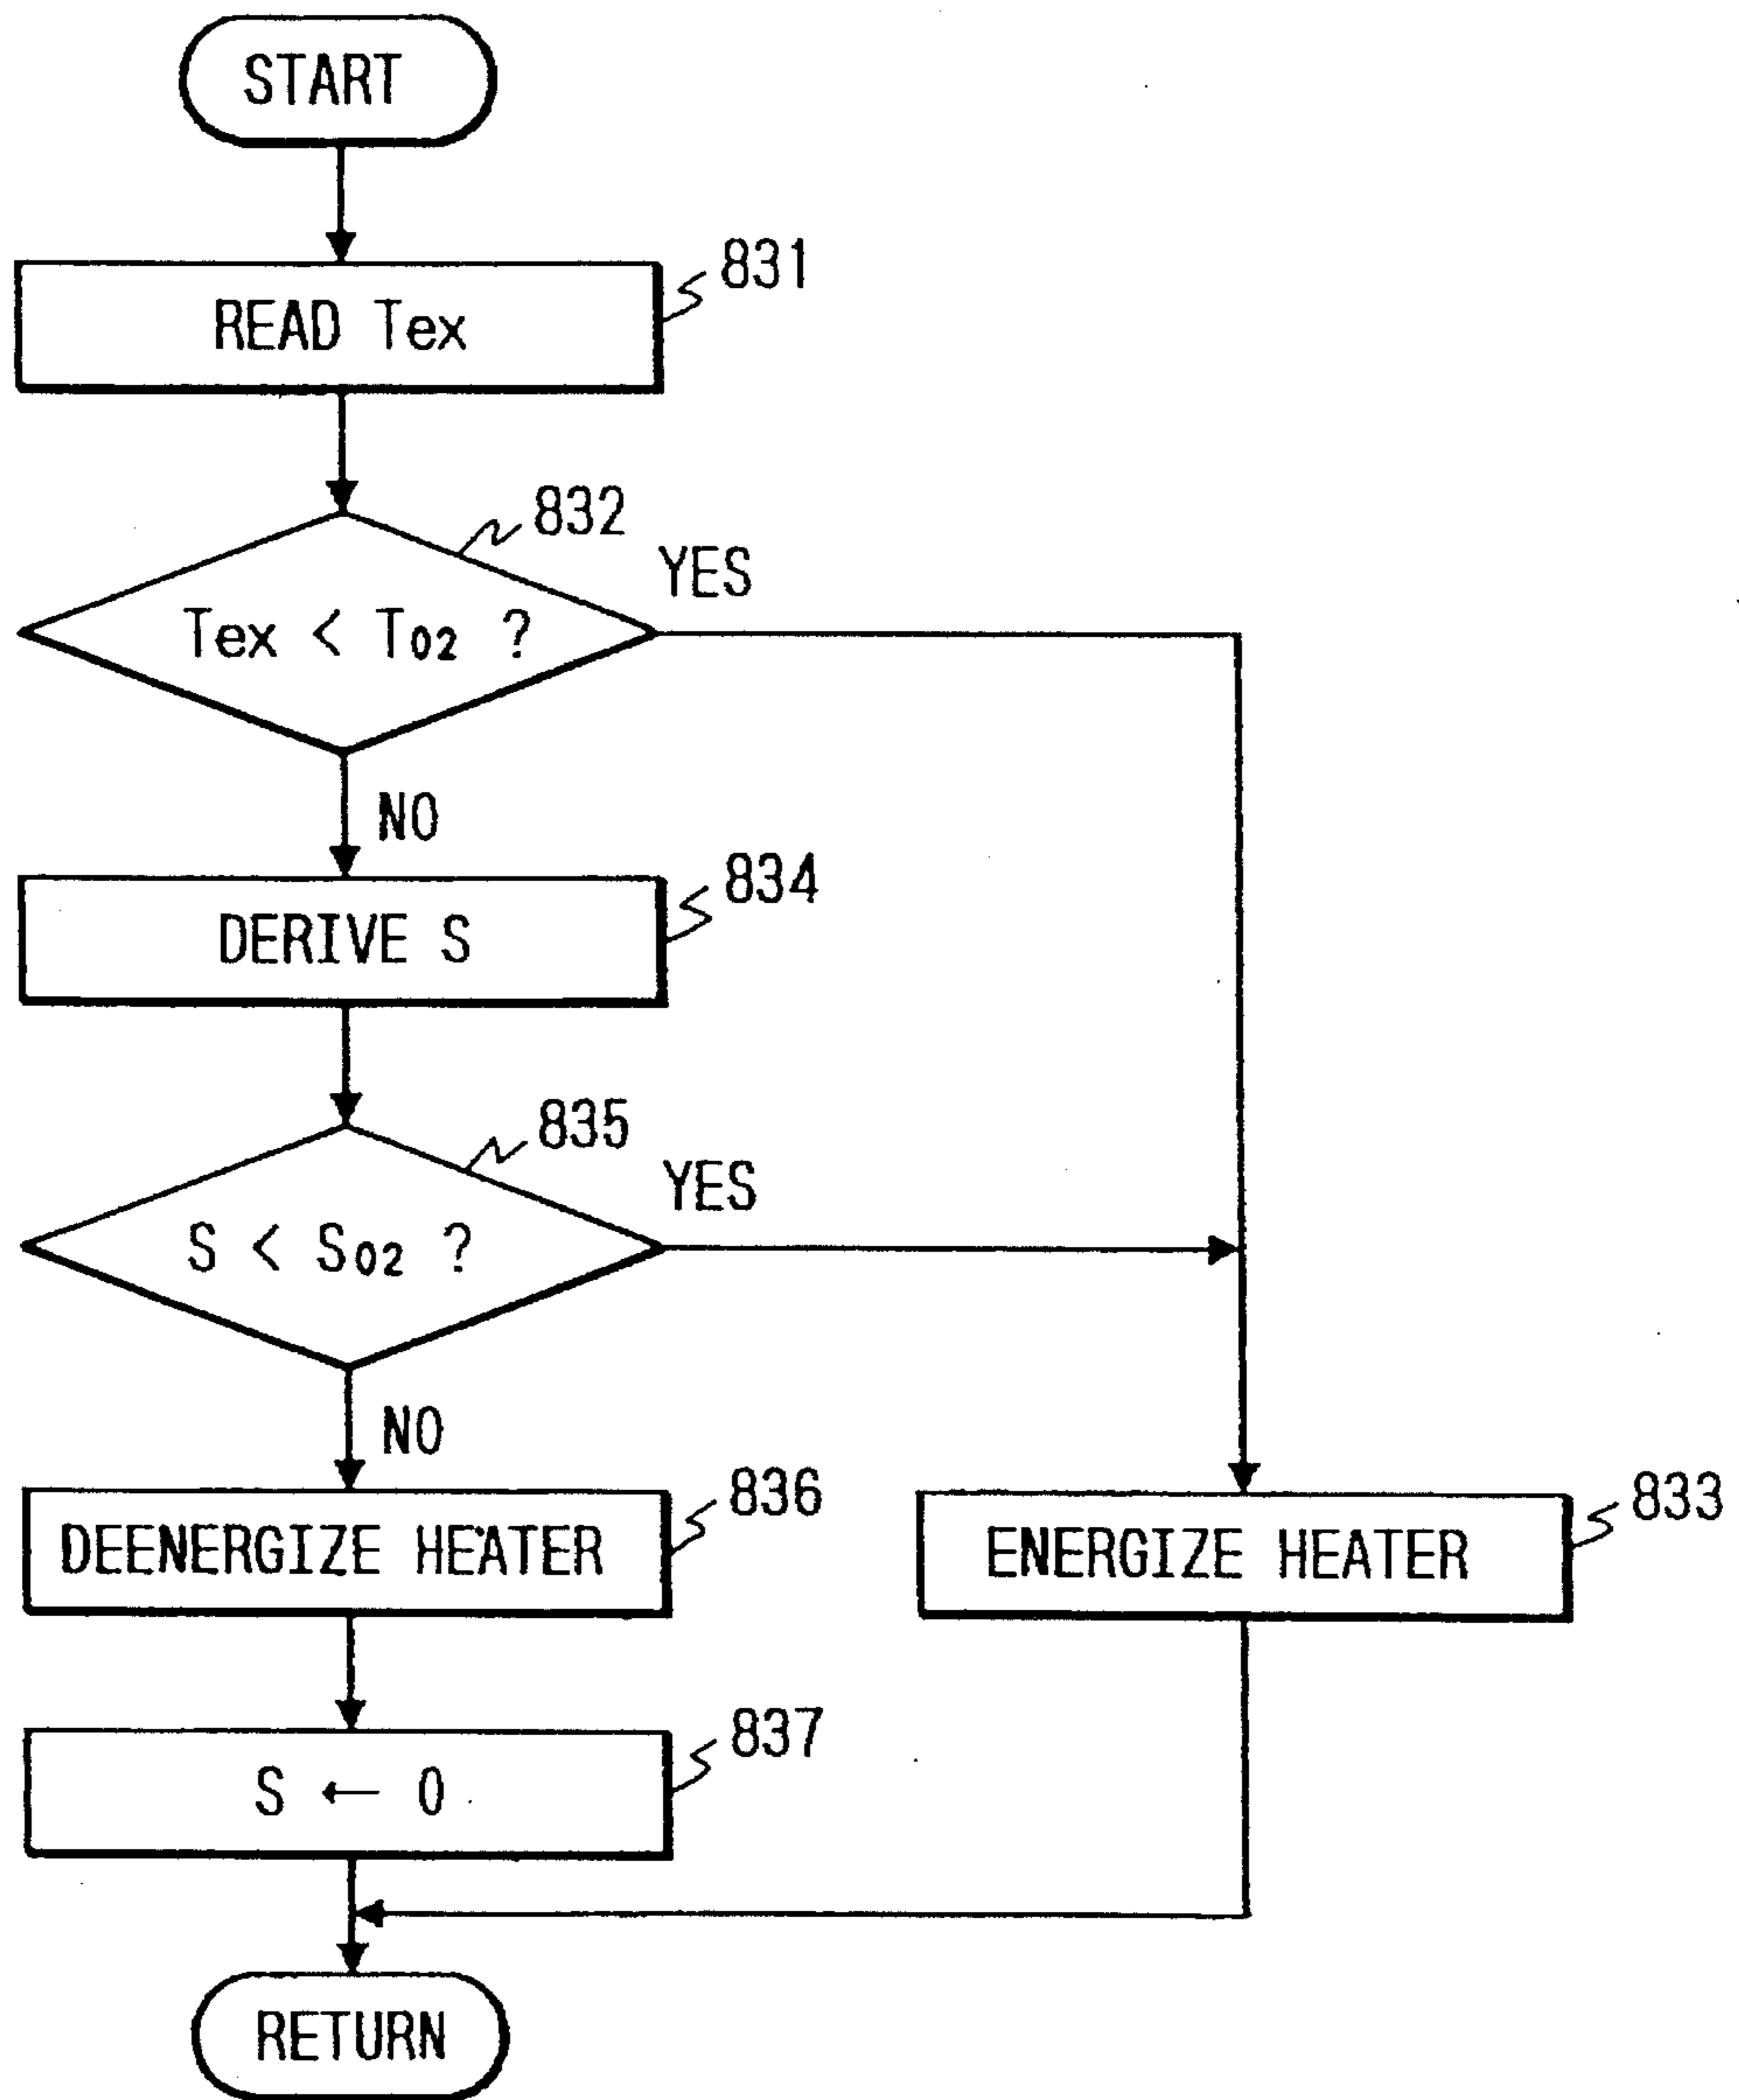 START
READ Tex
831
832
YES
Tex < T02 ?
NO
DERIVE S
834
835
YES
S < S02 ?
NO
DEENERGIZE HEATER
836
ENERGIZE HEATER
833
S ← 0
837
RETURN